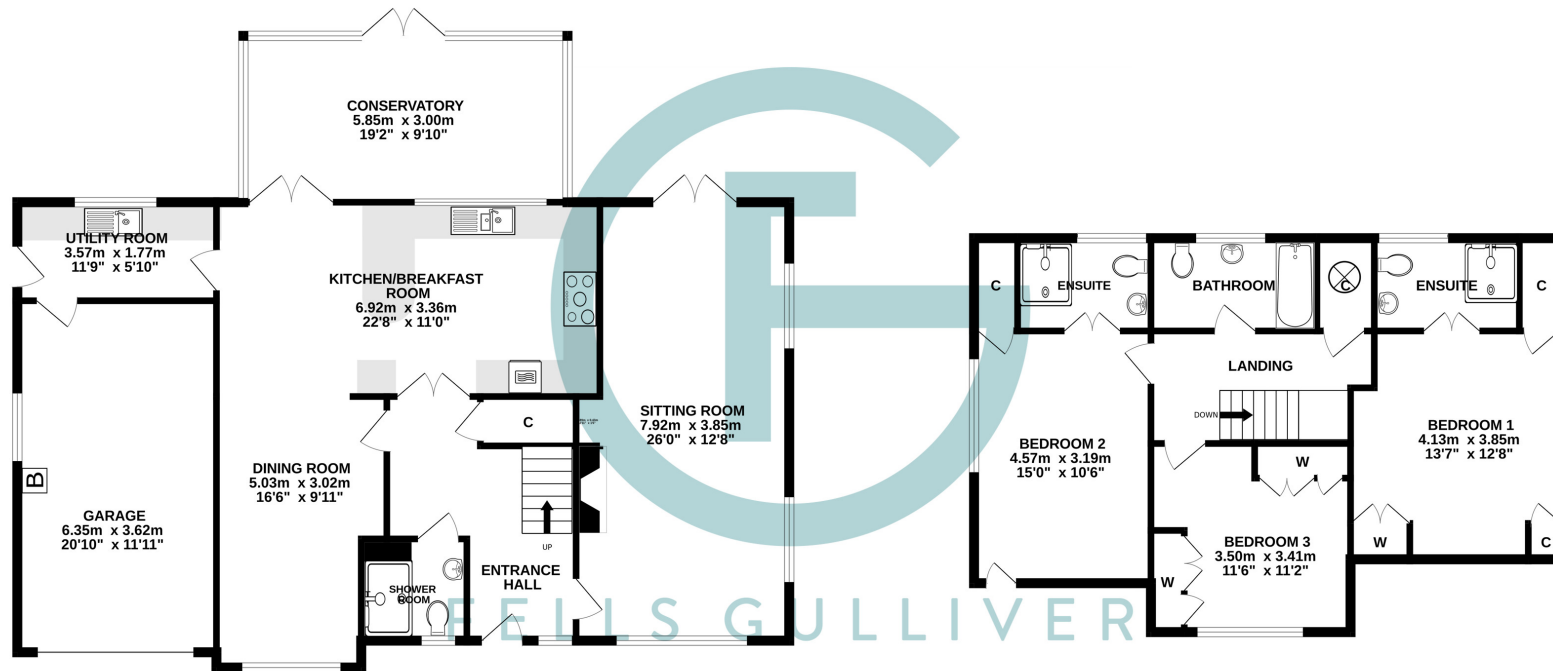 CONSERVATORY
5.85m x 3.00m
19'2" x 9'10"
UTILITY ROOM
3.57m x 1.77m
11'9" x 5'10"
KITCHEN/BREAKFAST
ROOM
6.92m x 3.36m
22'8" x 11'0"
SITTING ROOM
7.92m x 3.85m
26'0" x 12'8"
C
DINING ROOM
5.03m x 3.02m
16'6" x 9'11"
B
GARAGE
6.35m x 3.62m
20'10" x 11'11"
UP
ENTRANCE
HALL
SHOWER
ROOM
C
ENSUITE
BATHROOM
C
ENSUITE
C
LANDING
DOWN
BEDROOM 2
4.57m x 3.19m
15'0" x 10'6"
BEDROOM 1
4.13m x 3.85m
13'7" x 12'8"
W
W
C
BEDROOM 3
3.50m x 3.41m
11'6" x 11'2"
W
FELLS GULLIVER